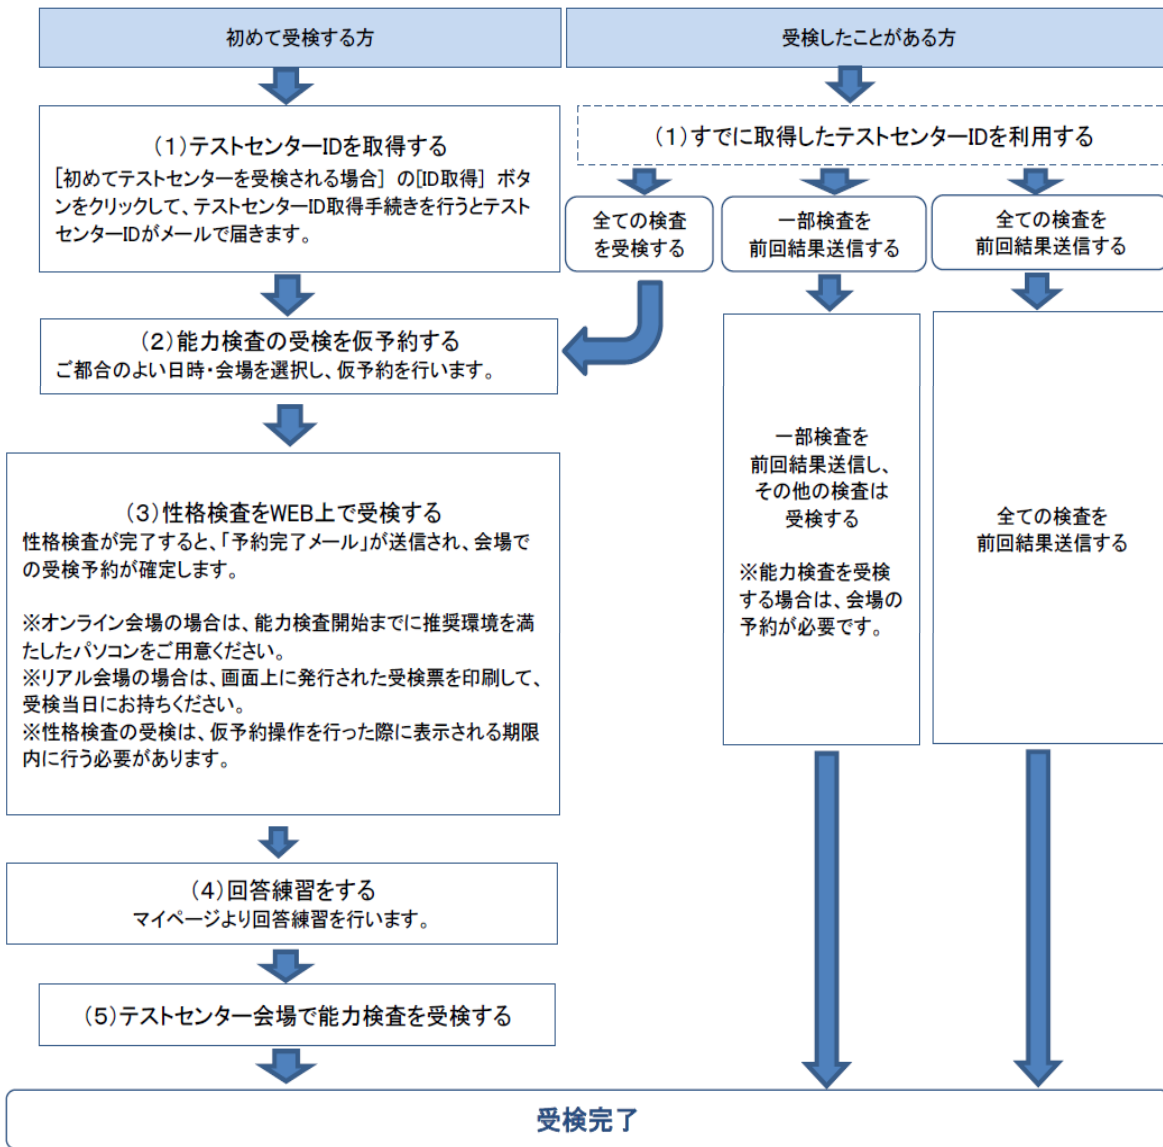 初めて受検する方
受検したことがある方
(1)テストセンターIDを取得する
[初めてテストセンターを受検される場合] の[ID取得] ボタ
ンをクリックして、テストセンターID取得手続きを行うとテスト
センターIDがメールで届きます。
(1)すでに取得したテストセンターIDを利用する
全ての検査
を受検する
一部検査を
前回結果送信する
全ての検査を
前回結果送信する
(2)能力検査の受検を仮予約する
ご都合のよい日時・会場を選択し、仮予約を行います。
(3)性格検査をWEB上で受検する
性格検査が完了すると、「予約完了メール」が送信され、会場で
の受検予約が確定します。
※オンライン会場の場合は、能力検査開始までに推奨環境を満
たしたパソコンをご用意ください。
※リアル会場の場合は、画面上に発行された受検票を印刷して、
受検当日にお持ちください。
※性格検査の受検は、仮予約操作を行った際に表示される期限
内に行う必要があります。
(4)回答練習をする
マイページより回答練習を行います。
(5)テストセンター会場で能力検査を受検する
一部検査を
前回結果送信し、
その他の検査は
受検する
※能力検査を受検
する場合は、会場の
予約が必要です。
全ての検査を
前回結果送信する
受検完了